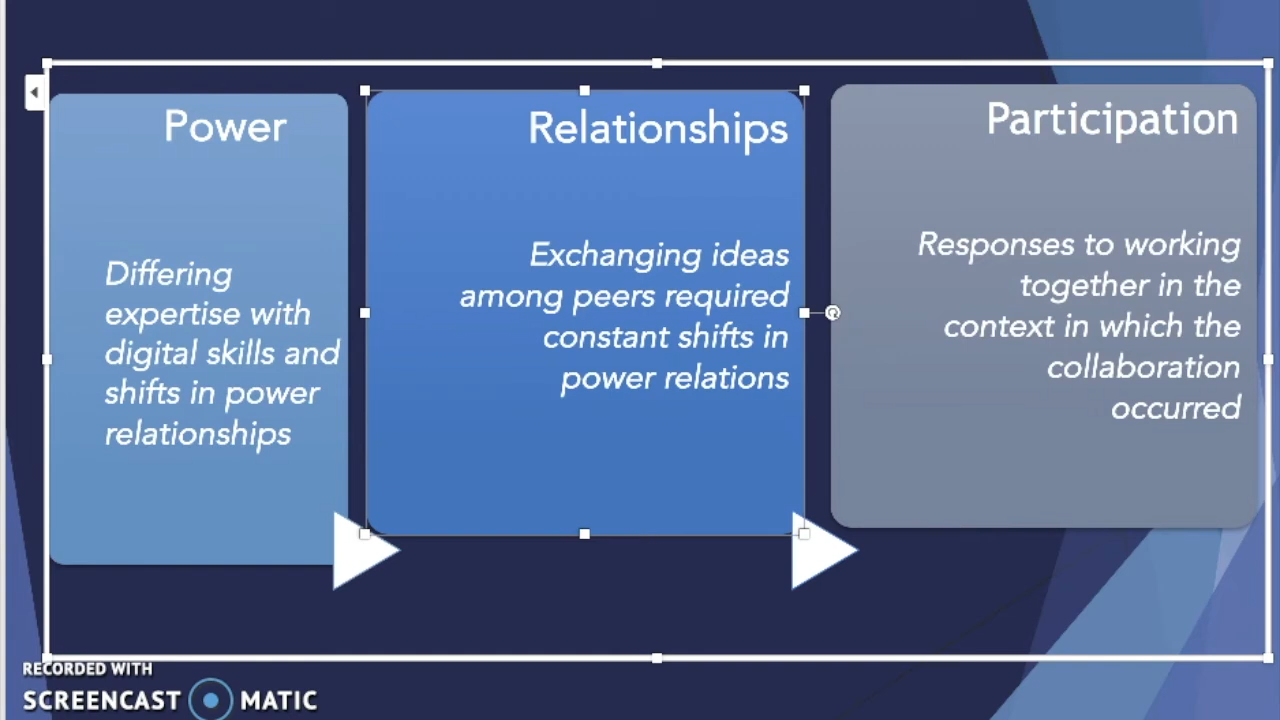 Power
Differing
expertise with
digital skills and
shifts in power
relationships
Relationships
Exchanging ideas
among peers required
constant shifts in
power relations
Participation
Responses to working
together in the
context in which the
collaboration
occurred
RECORDED WITH
SCREENCAST MATIC